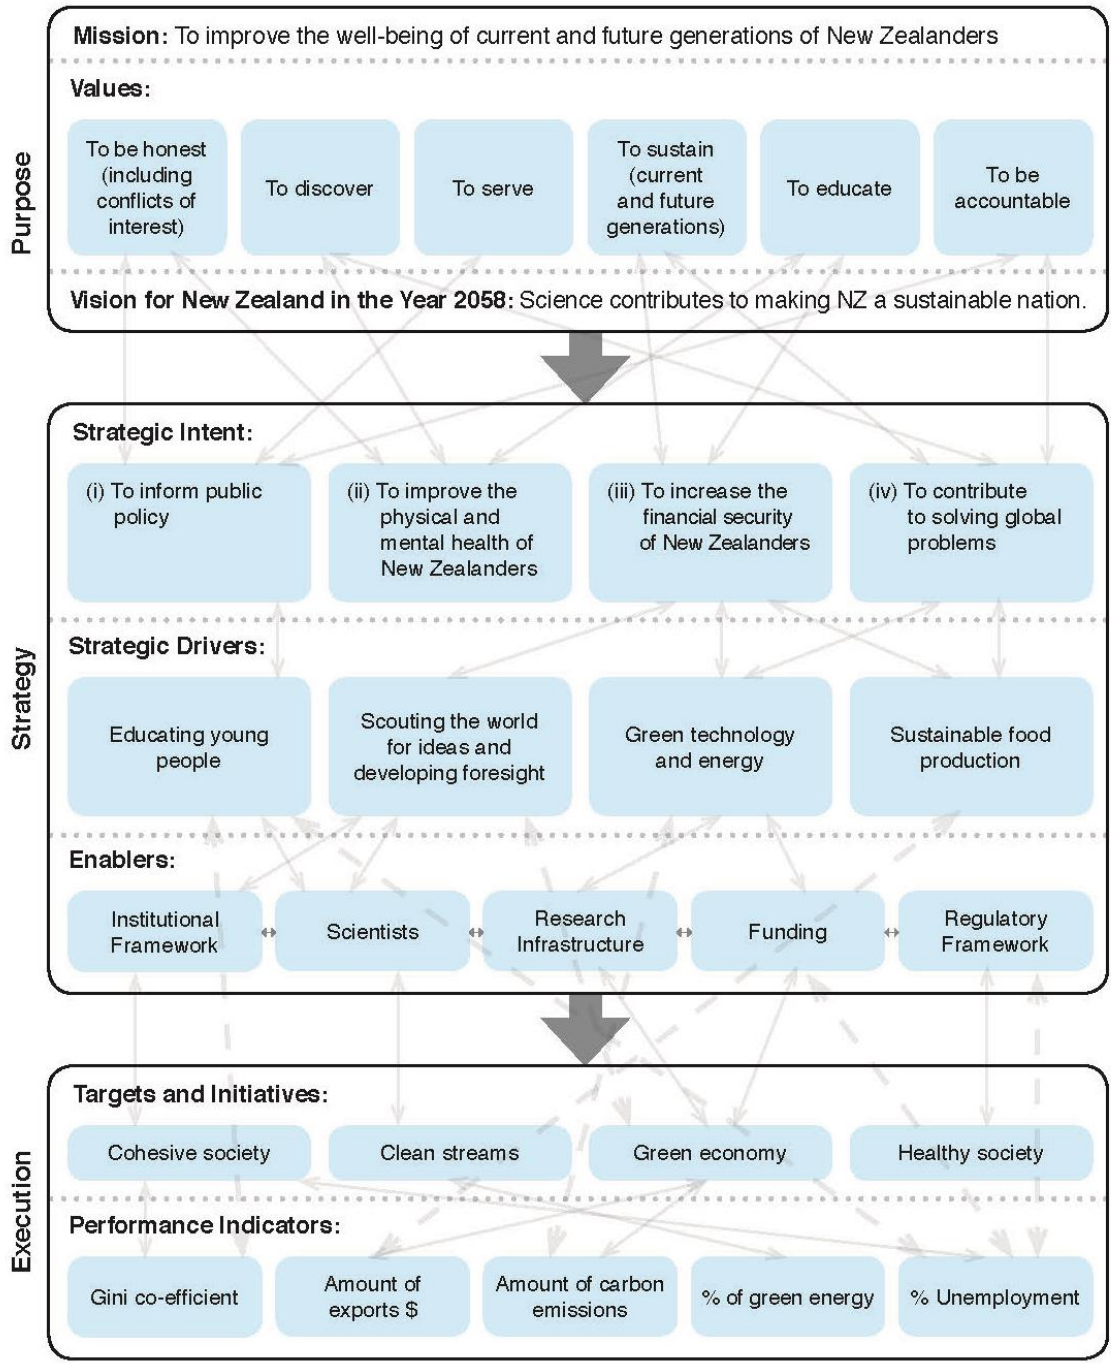 Mission: To improve the well-being of current and future generations of New Zealanders
Values:
Purpose
To be honest
(including
conflicts of
interest)
To discover
To serve
To sustain
(current
and future
generations)
To educate
To be
accountable
Vision for New Zealand in the Year 2058: Science contributes to making NZ a sustainable nation.
Strategy
Strategic Intent:
(i) To inform public
policy
(ii) To improve the
physical and
mental health of
New Zealanders
(iii) To increase the
financial security
of New Zealanders
(iv) To contribute
to solving global
problems
Strategic Drivers:
Educating young
people
Scouting the world
for ideas and
developing foresight
Green technology
and energy
Sustainable food
production
Enablers:
Institutional
Framework
Scientists
Research
Infrastructure
Funding
Regulatory
Framework
Execution
Targets and Initiatives:
Cohesive society
Clean streams
Green economy
Healthy society
Performance Indicators:
Gini co-efficient
Amount of
exports $
Amount of carbon
emissions
% of green energy
% Unemployment